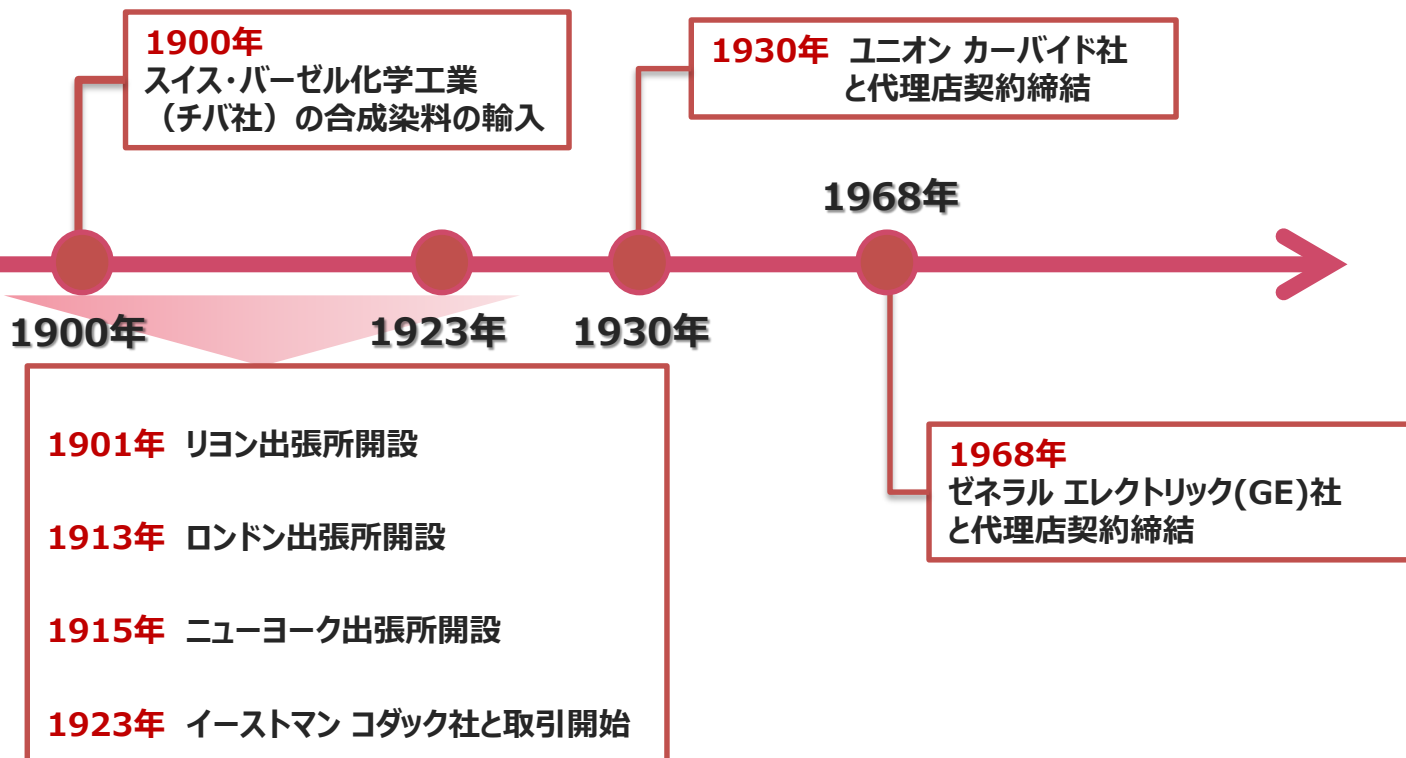 1900年
スイス・バーゼル化学工業
（チバ社）の合成染料の輸入
1930年 ユニオン カーバイド社
と代理店契約締結
1968年
1900年
1923年
1930年
1901年 リヨン出張所開設
1913年 ロンドン出張所開設
1915年 ニューヨーク出張所開設
1923年 イーストマン コダック社と取引開始
1968年
ゼネラル エレクトリック(GE)社
と代理店契約締結